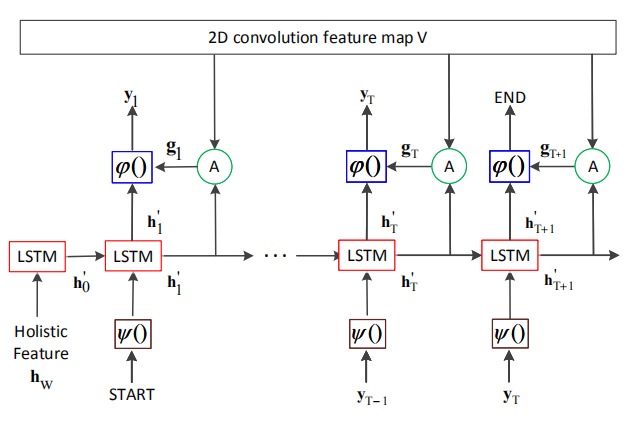 2D convolution feature map V
y1 yT END
φ() g1 A φ() gT A φ() gT+1 A
h'1 h'T h'T+1
LSTM LSTM · · · LSTM LSTM
h'0 h'1 h'T h'T+1
Holistic
Feature
hW
ψ() ψ() ψ()
START yT−1 yT